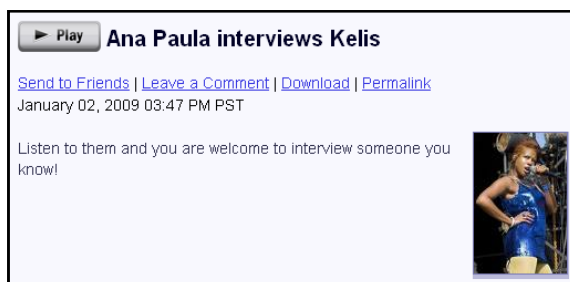 Play Ana Paula interviews Kelis
Send to Friends | Leave a Comment | Download | Permalink
January 02, 2009 03:47 PM PST
Listen to them and you are welcome to interview someone you
know!